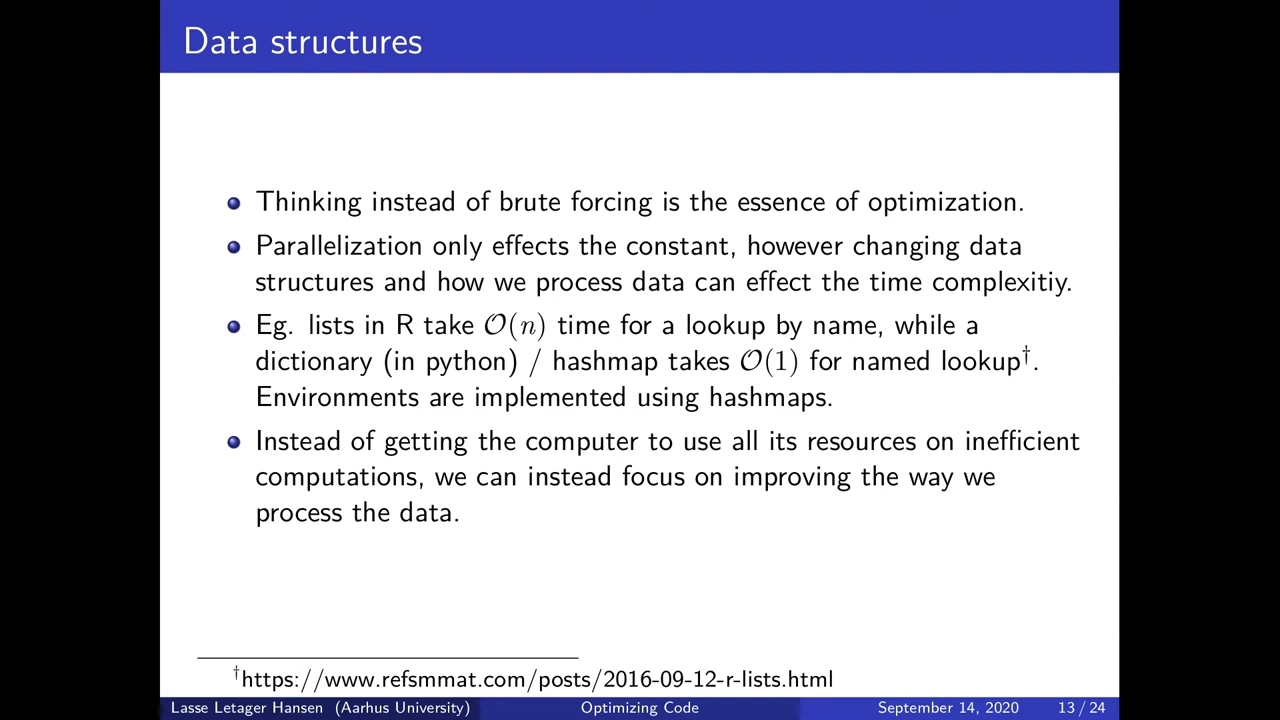 Data structures
Thinking instead of brute forcing is the essence of optimization.
Parallelization only effects the constant, however changing data
structures and how we process data can effect the time complexitiy.
Eg. lists in R take O(n) time for a lookup by name, while a
dictionary (in python) / hashmap takes O(1) for named lookup†.
Environments are implemented using hashmaps.
Instead of getting the computer to use all its resources on inefficient
computations, we can instead focus on improving the way we
process the data.
†https://www.refsmmat.com/posts/2016-09-12-r-lists.html
Lasse Letager Hansen (Aarhus University) Optimizing Code September 14, 2020 13 / 24